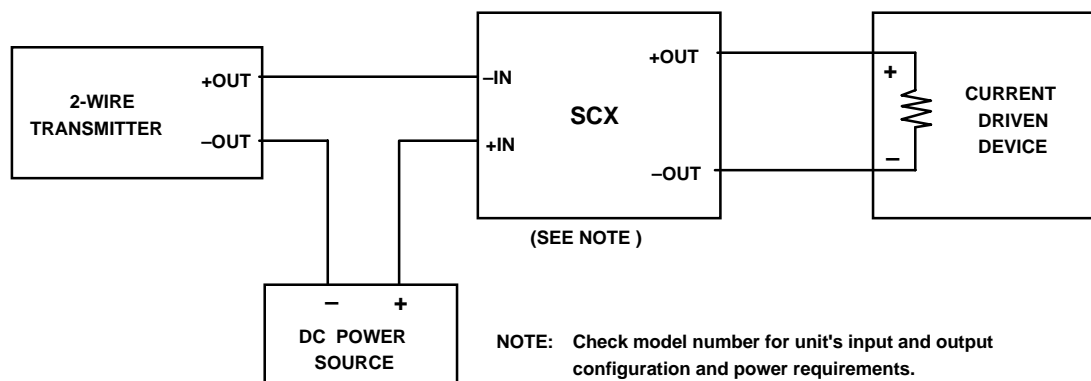 2-WIRE
TRANSMITTER
+OUT
–OUT
–IN
+IN
SCX
+OUT
–OUT
(SEE NOTE )
+
–
CURRENT
DRIVEN
DEVICE
– +
DC POWER
SOURCE
NOTE: Check model number for unit's input and output
configuration and power requirements.